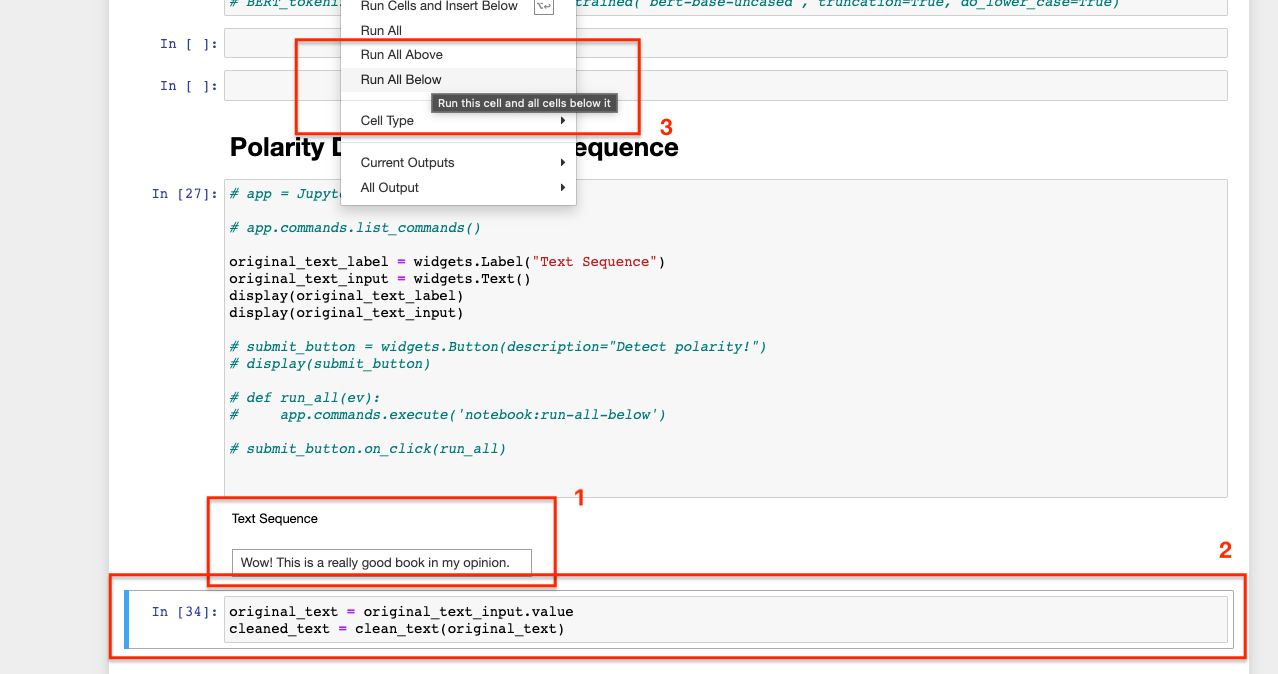 # BERT_tokeni
trained( bert-base-uncased , truncation=True, do_lower_case=True)
Run Cells and Insert Below
Run All
In [ ]:
Run All Above
Run All Below
In [ ]:
Run this cell and all cells below it
Cell Type
3
Polarity D
equence
Current Outputs
All Output
In [27]:
# app = Jupyt
# app.commands.list_commands()
original_text_label = widgets.Label("Text Sequence")
original_text_input = widgets.Text()
display(original_text_label)
display(original_text_input)
# submit_button = widgets.Button(description="Detect polarity!")
# display(submit_button)
# def run_all(ev):
#     app.commands.execute('notebook:run-all-below')
# submit_button.on_click(run_all)
1
Text Sequence
Wow! This is a really good book in my opinion.
2
In [34]:
original_text = original_text_input.value
cleaned_text = clean_text(original_text)